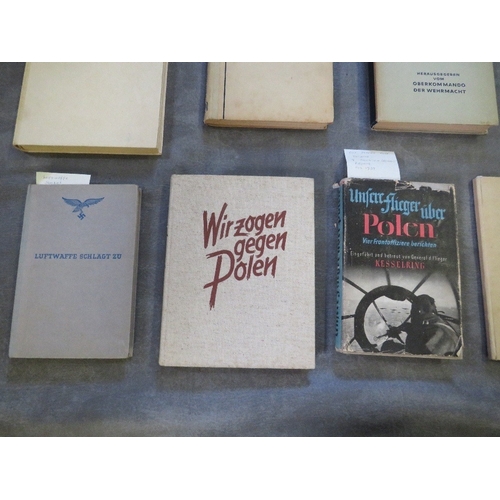 HERAUSGEGEBEN
VOM
OBERKOMMANDO
DER WEHRMACHT
LUFTWAFFE SCHLÄGT ZU
Wir zogen
gegen
Polen
Unsere Flieger über
Polen
Vier Frontoffiziere berichten
Eingeführt und betreut von General d. Flieger
KESSELRING